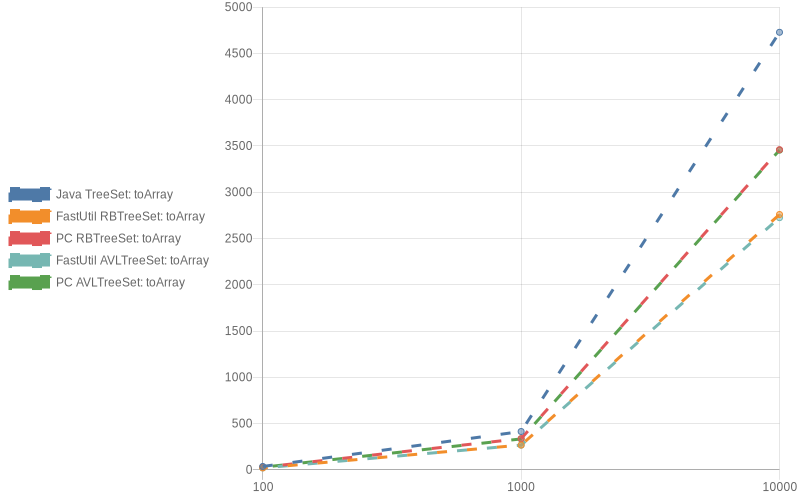 5000
4500
4000
3500
3000
2500
2000
1500
1000
500
0
100
1000
10000
Java TreeSet: toArray
FastUtil RBTreeSet: toArray
PC RBTreeSet: toArray
FastUtil AVLTreeSet: toArray
PC AVLTreeSet: toArray